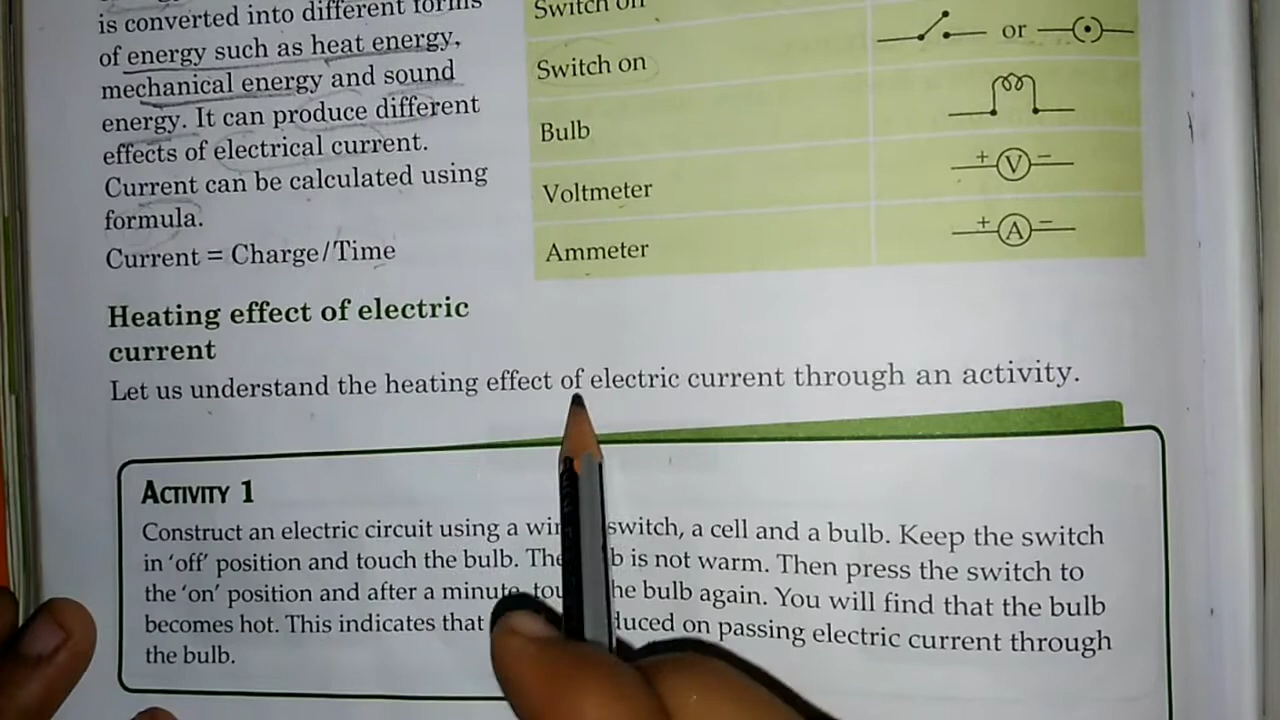 is converted into different forms
of energy such as heat energy,
mechanical energy and sound
energy. It can produce different
effects of electrical current.
Current can be calculated using
formula.
Current = Charge/Time
Switch off
Switch on
or
Bulb
Voltmeter
+ V −
Ammeter
+ A −
Heating effect of electric
current
Let us understand the heating effect of electric current through an activity.
ACTIVITY 1
Construct an electric circuit using a switch, a cell and a bulb. Keep the switch
in 'off' position and touch the bulb. The is not warm. Then press the switch to
the 'on' position and after a minute the bulb again. You will find that the bulb
becomes hot. This indicates that on passing electric current through
the bulb.